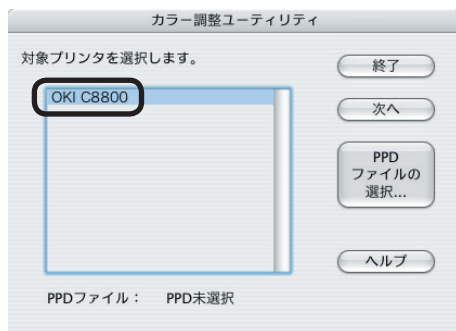 カラー調整ユーティリティ
対象プリンタを選択します。
OKI C8800
終了
次へ
PPD
ファイルの
選択...
ヘルプ
PPDファイル： PPD未選択